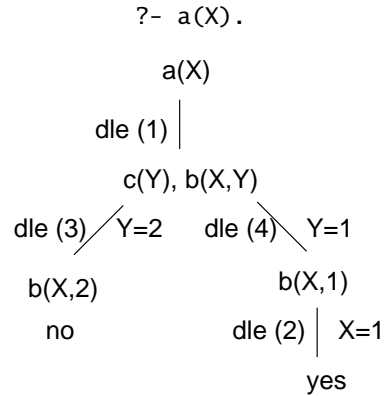 ?- a(X).
a(X)
dle (1)
c(Y), b(X,Y)
dle (3) Y=2 dle (4) Y=1
b(X,2) b(X,1)
no dle (2) X=1
yes